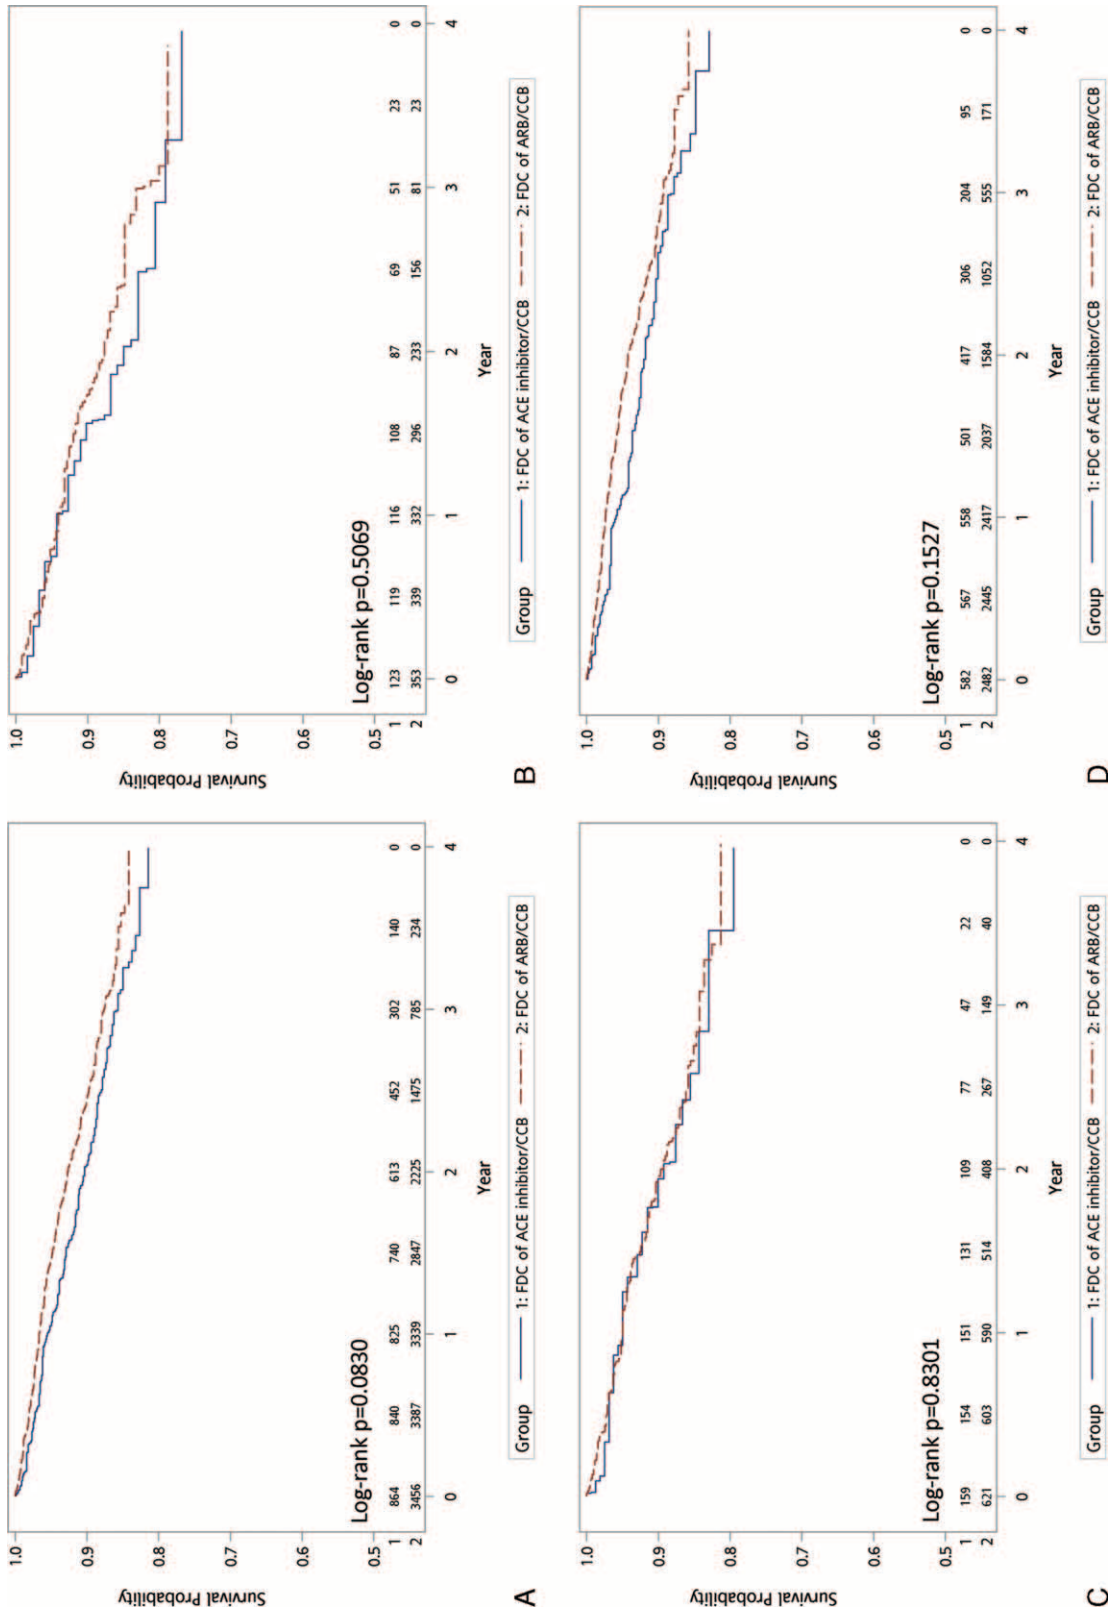 Survival Probability
1.0
0.9
0.8
0.7
0.6
0.5
Log-rank p=0.0830
1 864 840 825 740 613 452 302 140 0
2 3456 3387 3339 2847 2225 1475 785 234 0
0 1 2 3 4
Year
Group 1: FDC of ACE inhibitor/CCB 2: FDC of ARB/CCB
A
Survival Probability
1.0
0.9
0.8
0.7
0.6
0.5
Log-rank p=0.5069
1 123 119 116 108 87 69 51 23 0
2 353 339 332 296 233 156 81 23 0
0 1 2 3 4
Year
Group 1: FDC of ACE inhibitor/CCB 2: FDC of ARB/CCB
B
Survival Probability
1.0
0.9
0.8
0.7
0.6
0.5
Log-rank p=0.8301
1 159 154 151 131 109 77 47 22 0
2 621 603 590 514 408 267 149 40 0
0 1 2 3 4
Year
Group 1: FDC of ACE inhibitor/CCB 2: FDC of ARB/CCB
C
Survival Probability
1.0
0.9
0.8
0.7
0.6
0.5
Log-rank p=0.1527
1 582 567 558 501 417 306 204 95 0
2 2482 2445 2417 2037 1584 1052 555 171 0
0 1 2 3 4
Year
Group 1: FDC of ACE inhibitor/CCB 2: FDC of ARB/CCB
D